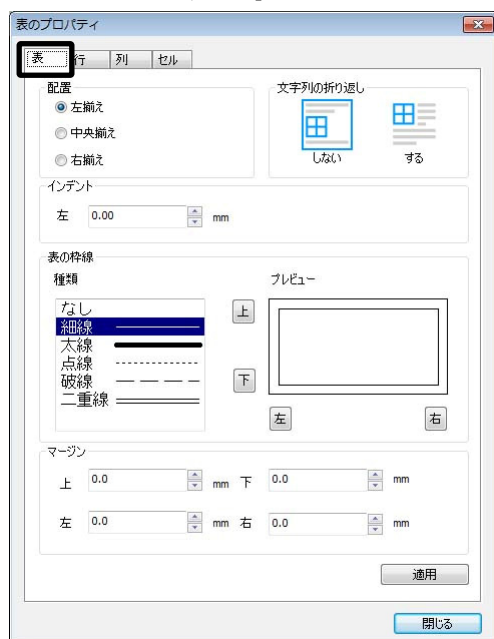 表のプロパティ
表 行 列 セル
配置
左揃え
中央揃え
右揃え
文字列の折り返し
しない する
インデント
左 0.00 mm
表の枠線
種類
なし
細線
太線
点線
破線
二重線
上
下
プレビュー
左 右
マージン
上 0.0 mm 下 0.0 mm
左 0.0 mm 右 0.0 mm
適用
閉じる